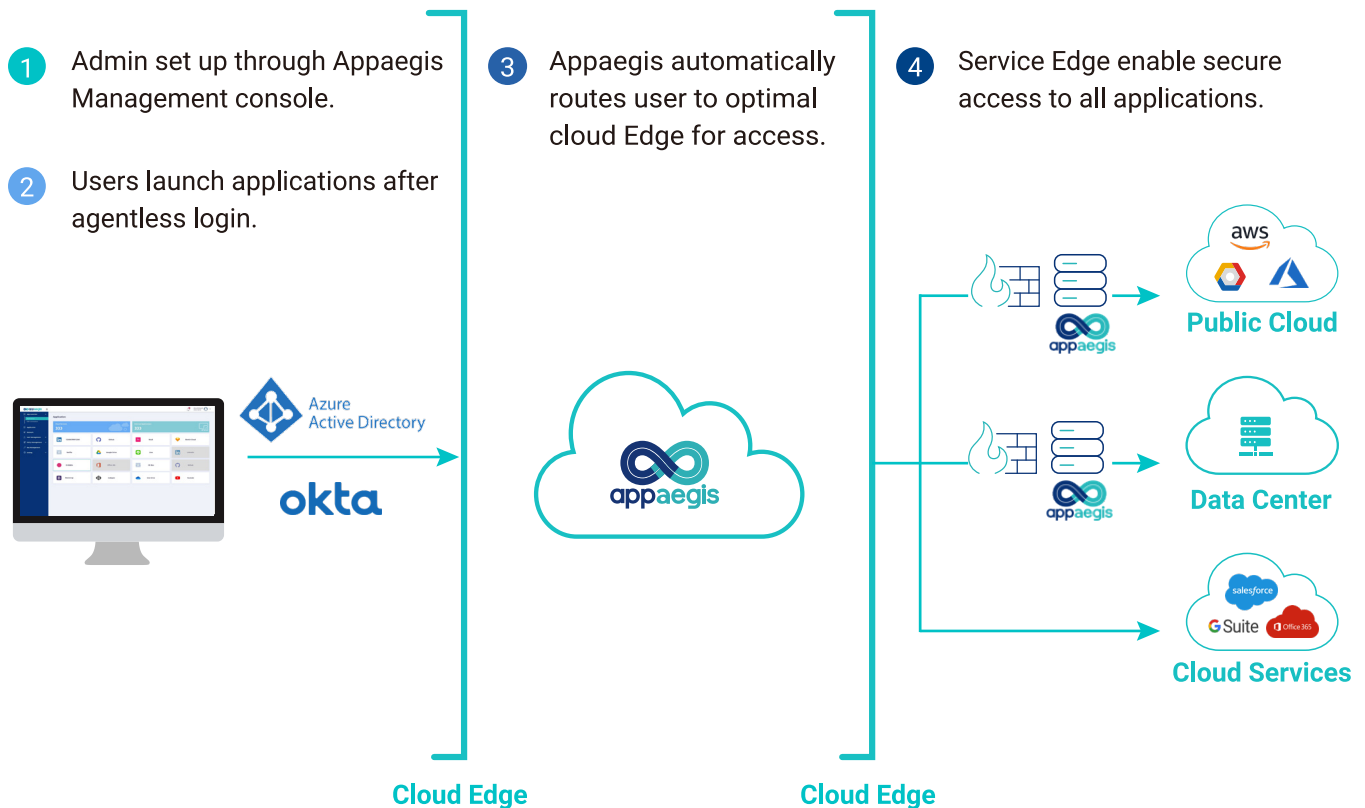 1
Admin set up through Appaegis
Management console.
2
Users launch applications after
agentless login.
3
Appaegis automatically
routes user to optimal
cloud Edge for access.
4
Service Edge enable secure
access to all applications.
Azure
Active Directory
okta
appaegis
appaegis
appaegis
aws
Public Cloud
Data Center
salesforce
G Suite
Office 365
Cloud Services
Cloud Edge
Cloud Edge